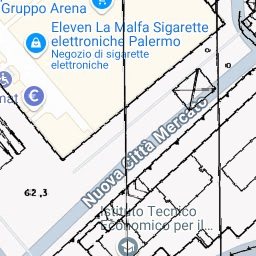 Gruppo Arena
Eleven La Malfa Sigarette
elettroniche Palermo
Negozio di sigarette
elettroniche
mat
€
Nuova Città Mercato
62,3
Istituto Tecnico
Economico per il...